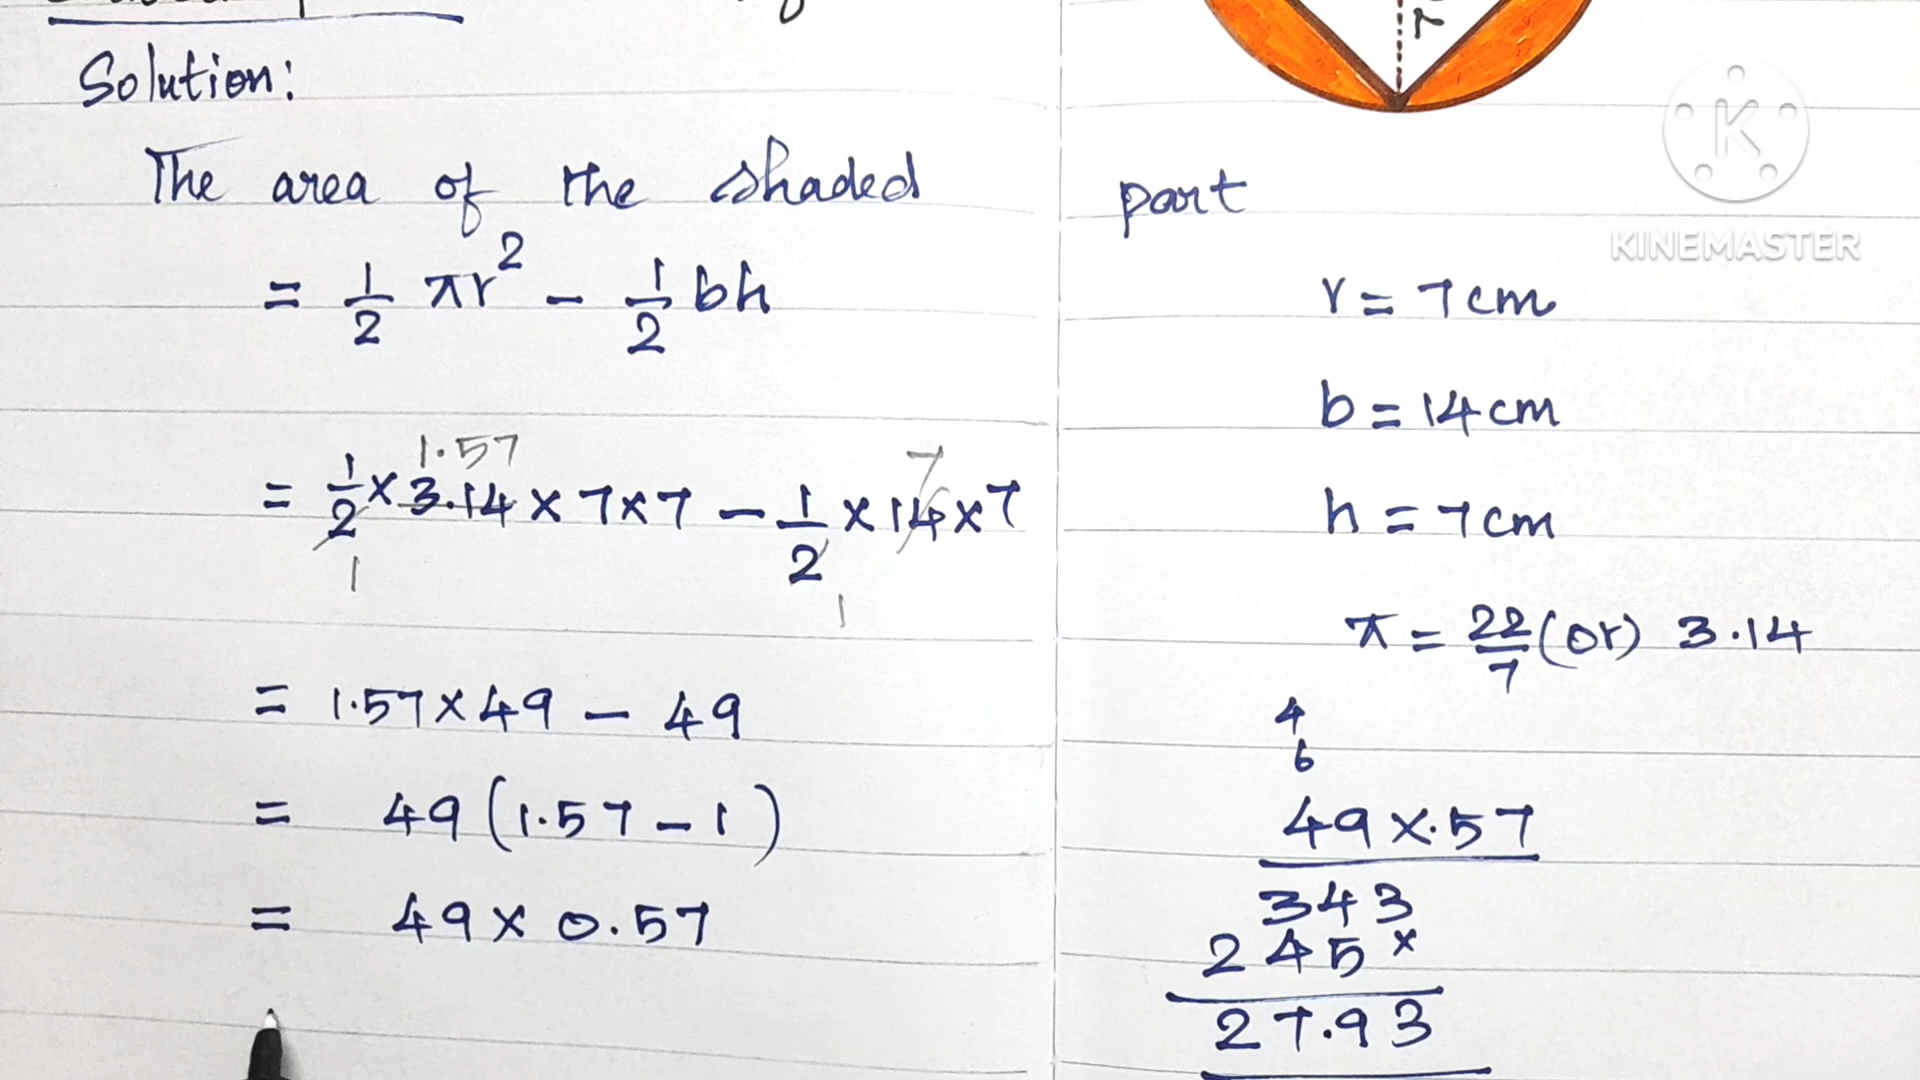 Solution:
The area of the shaded part
= 1/2 πr² - 1/2 bh
r = 7cm
b = 14cm
1.57 7
= 1/2 × 3.14 × 7 × 7 - 1/2 × 14 × 7
1 1
h = 7cm
π = 22/7 (or) 3.14
= 1.57 × 49 - 49
4
6
= 49 (1.57 - 1)
49 × .57
= 49 × 0.57
343
245×
27.93
r
K
KINEMASTER